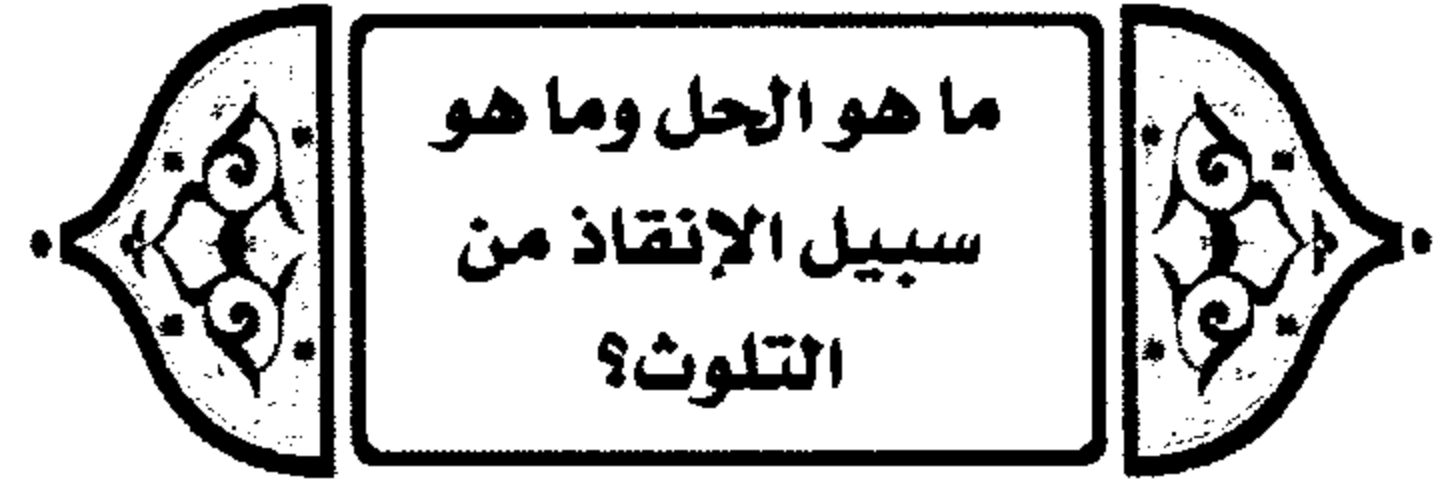 ما هو الحل وما هو
سبيل الإنقاذ من
التلوث؟